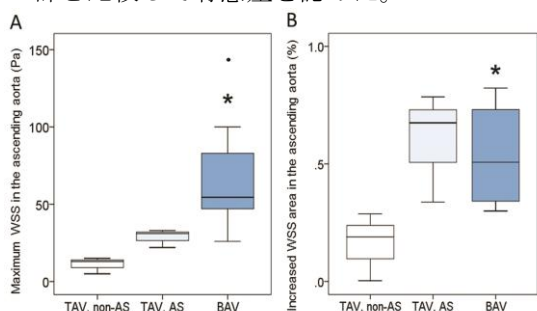 A
B
Maximum WSS in the ascending aorta (Pa)
150
100
50
0
TAV, non-AS
TAV, AS
BAV
*
Increased WSS area in the ascending aorta (%)
1.0
.5
.0
TAV, non-AS
TAV, AS
BAV
*